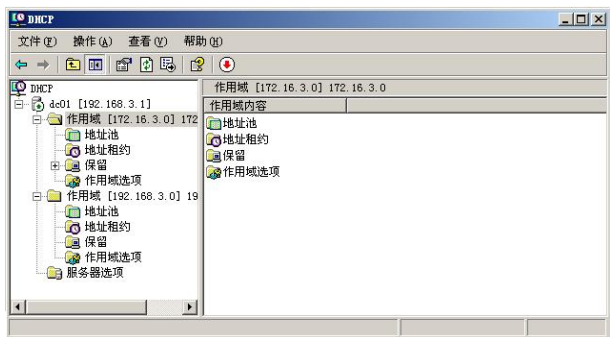 DHCP
文件(F) 操作(A) 查看(V) 帮助(H)
DHCP
dc01 [192.168.3.1]
作用域 [172.16.3.0] 172
地址池
地址租约
保留
作用域选项
作用域 [192.168.3.0] 19
地址池
地址租约
保留
作用域选项
服务器选项
作用域 [172.16.3.0] 172.16.3.0
作用域内容
地址池
地址租约
保留
作用域选项